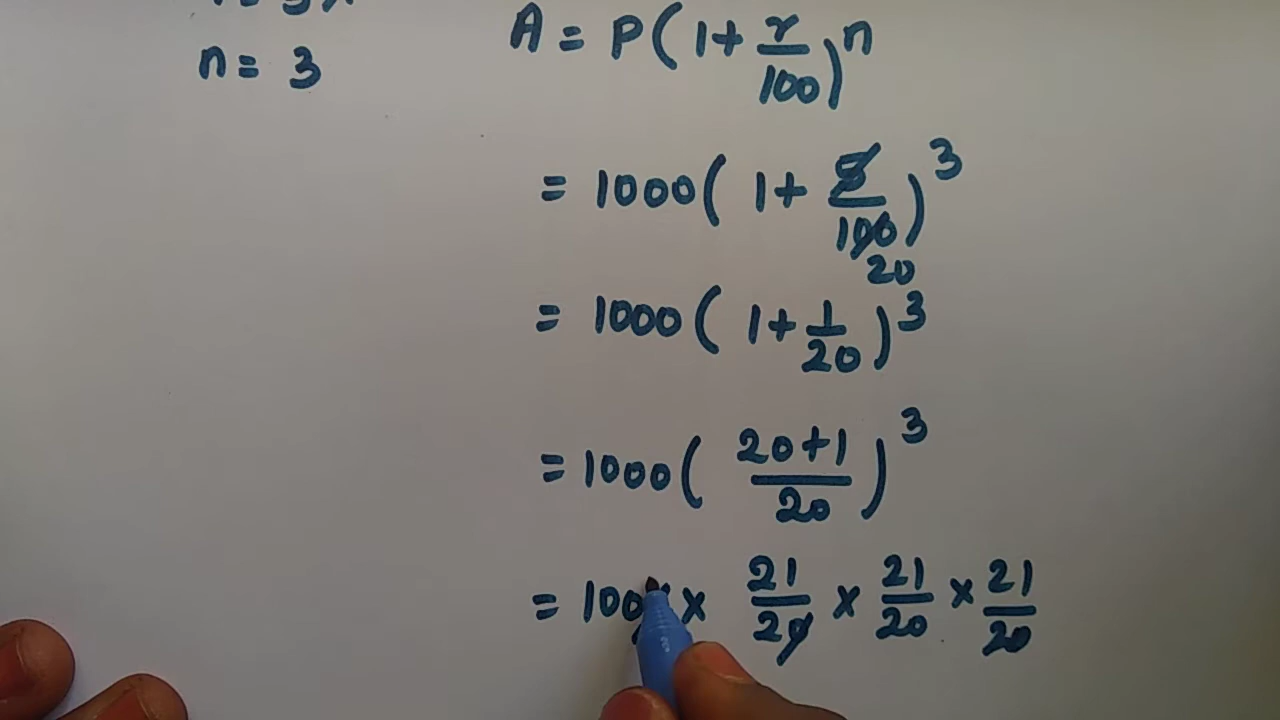 n = 3
A = P(1 + r/100)^n
= 1000(1 + 5/100)^3
20
= 1000(1 + 1/20)^3
= 1000(20+1/20)^3
= 1000 × 21/20 × 21/20 × 21/20